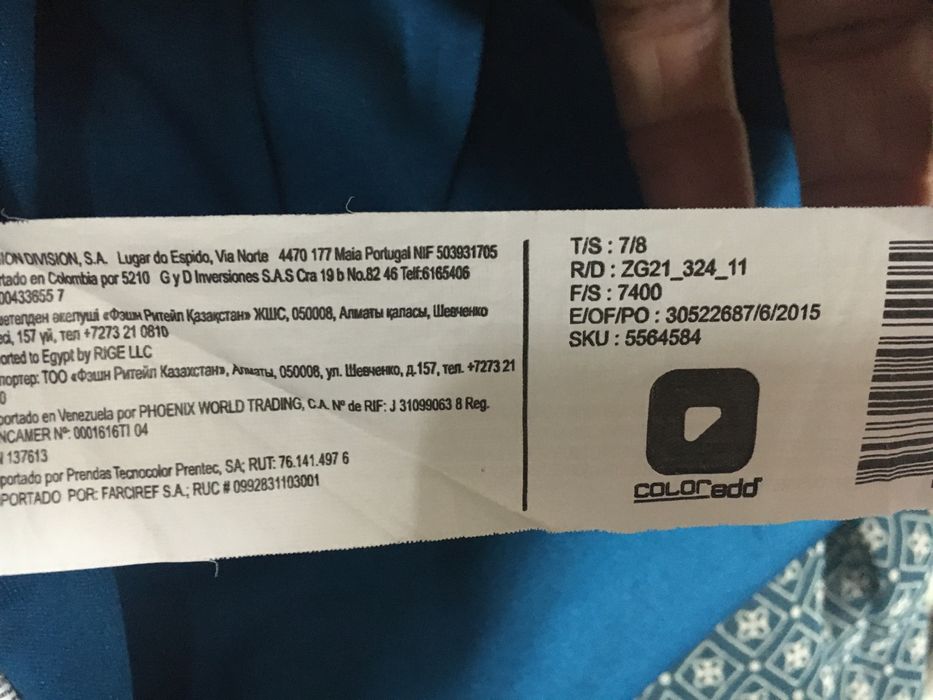 ION DIVISION, S.A. Lugar do Espido, Via Norte 4470 177 Maia Portugal NIF 503931705
rtado en Colombia por 5210 G y D Inversiones S.A.S Cra 19 b No.82 46 Telf:6165406
00433655 7
шетелден әкелуші «Фэшн Ритейл Қазақстан» ЖШС, 050008, Алматы қаласы, Шевченко
есі, 157 үй, тел +7273 21 0810
orted to Egypt by RIGE LLC
портер: ТОО «Фэшн Ритейл Казахстан», Алматы, 050008, ул. Шевченко, д.157, тел. +7273 21
0
portado en Venezuela por PHOENIX WORLD TRADING, C.A. Nº de RIF: J 31099063 8 Reg.
NCAMER Nº: 0001616TI 04
137613
portado por Prendas Tecnocolor Prentec, SA; RUT: 76.141.497 6
PORTADO POR: FARCIREF S.A.; RUC # 0992831103001
T/S : 7/8
R/D : ZG21_324_11
F/S : 7400
E/OF/PO : 30522687/6/2015
SKU : 5564584
COLORadd